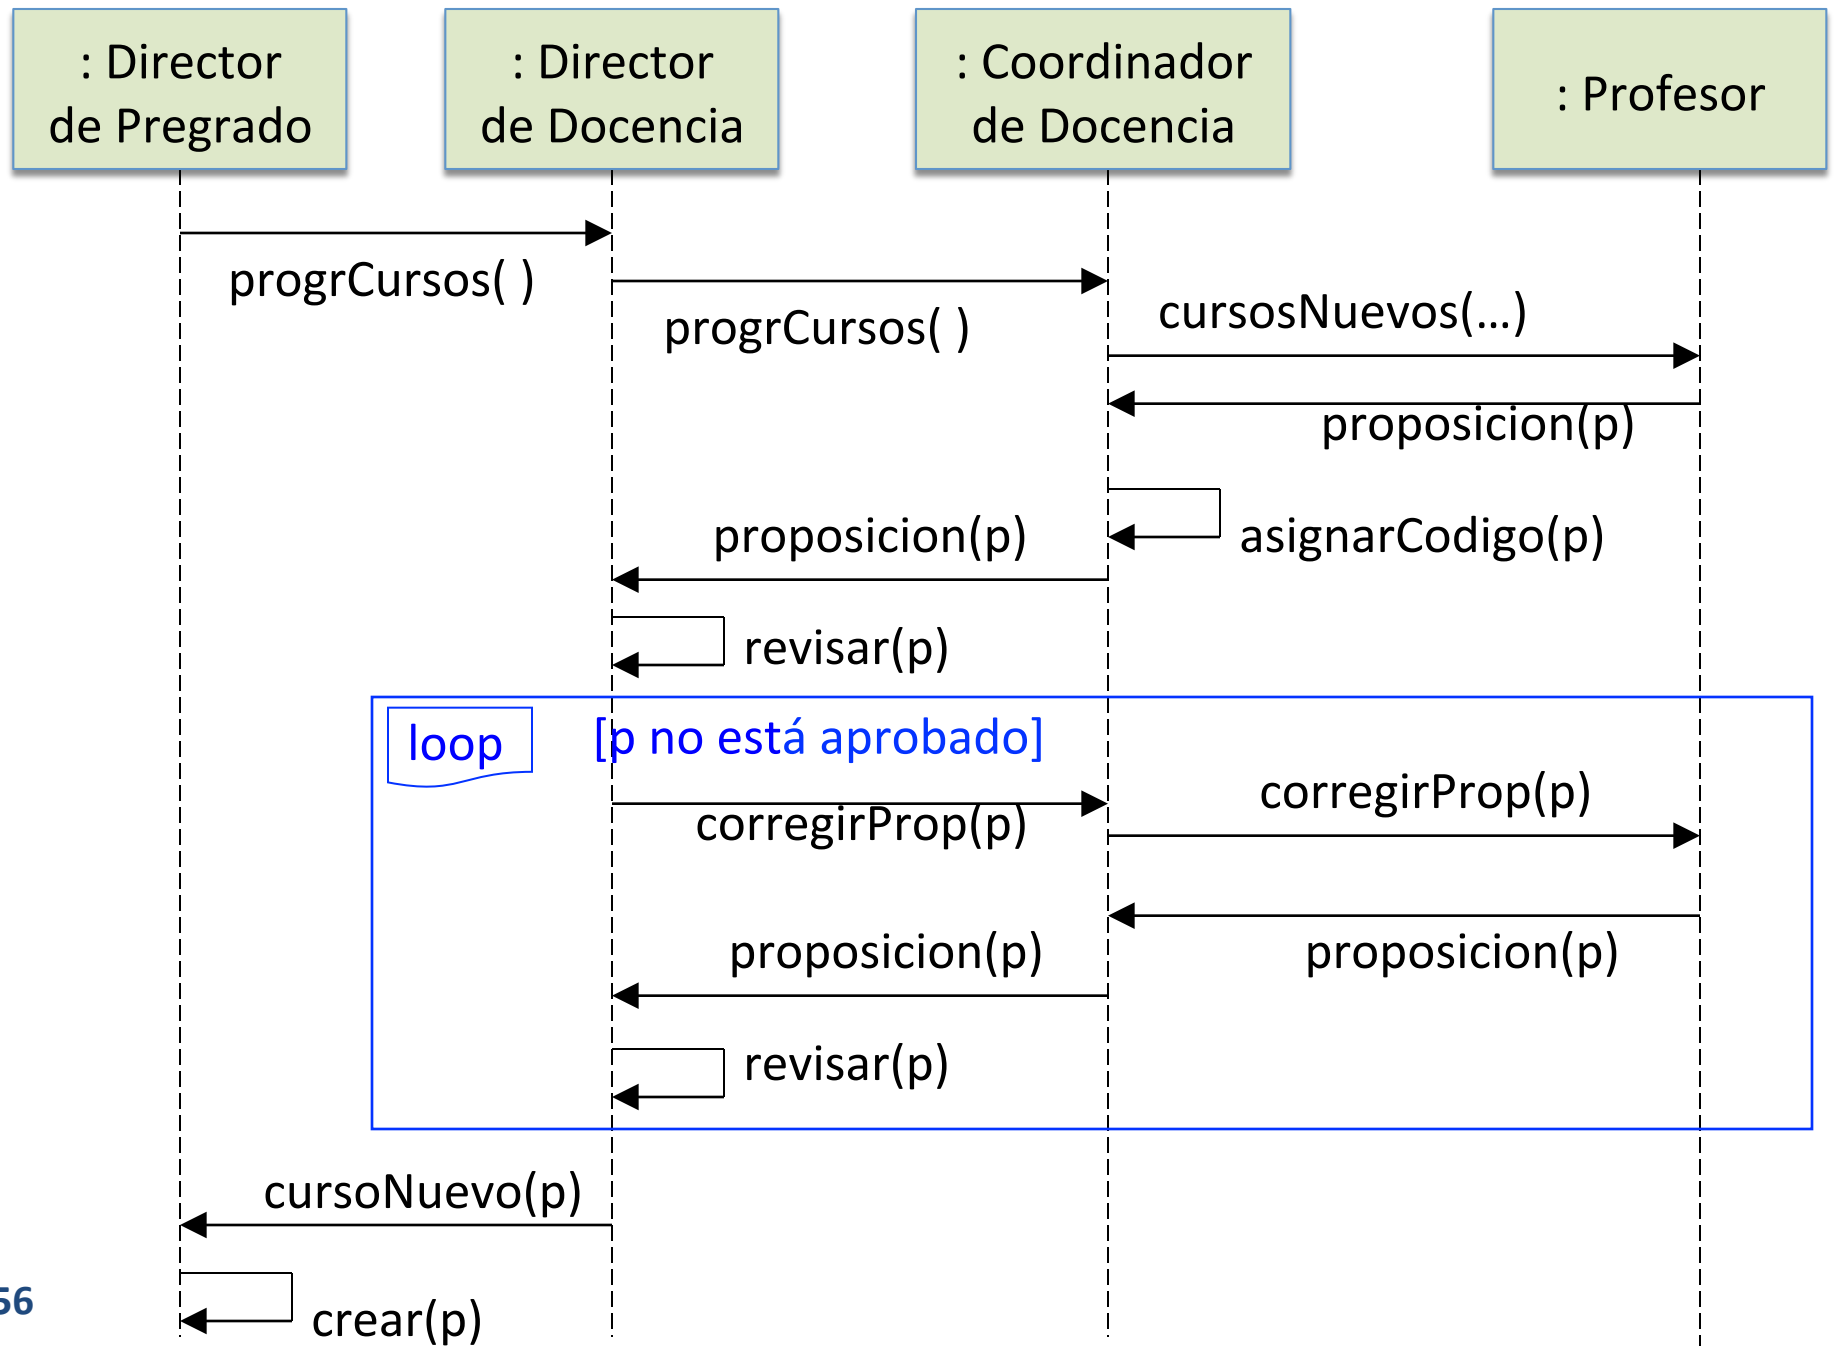 : Director
de Pregrado
: Director
de Docencia
: Coordinador
de Docencia
: Profesor
progrCursos( )
progrCursos( )
cursosNuevos(...)
proposicion(p)
proposicion(p)
asignarCodigo(p)
revisar(p)
loop
[p no está aprobado]
corregirProp(p)
corregirProp(p)
proposicion(p)
proposicion(p)
revisar(p)
cursoNuevo(p)
56
crear(p)